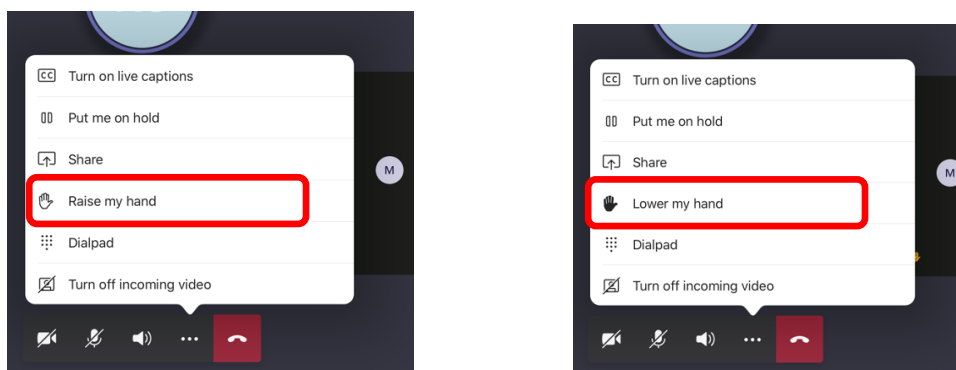 CC Turn on live captions
Put me on hold
Share
M
Raise my hand
Dialpad
Turn off incoming video
CC Turn on live captions
Put me on hold
Share
M
Lower my hand
Dialpad
Turn off incoming video